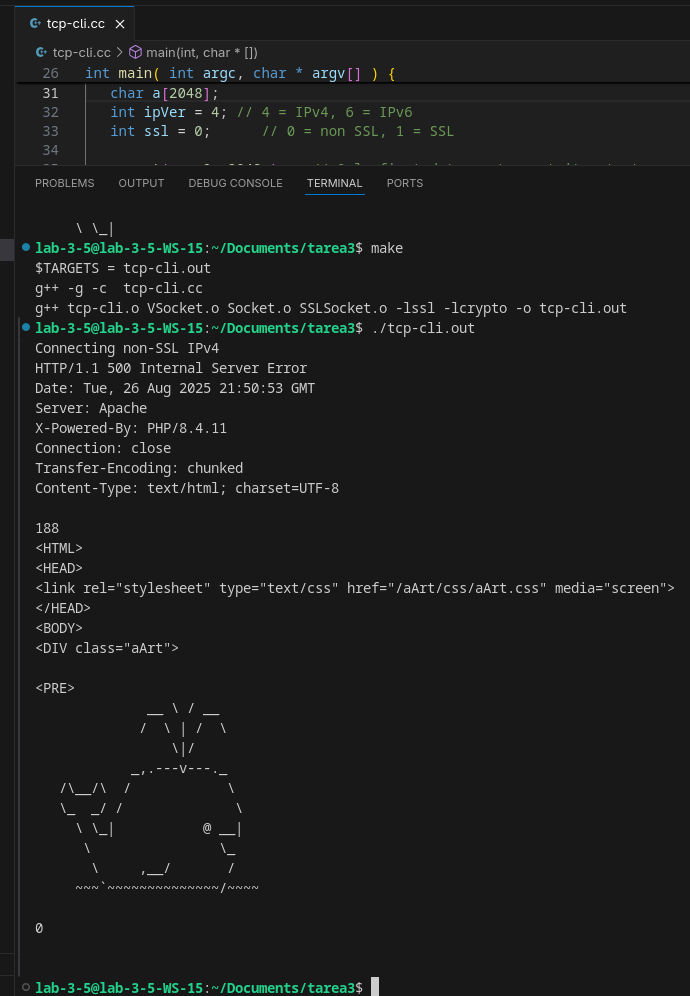 tcp-cli.cc ×
tcp-cli.cc > main(int, char * [])
26 int main( int argc, char * argv[] ) {
31 char a[2048];
32 int ipVer = 4; // 4 = IPv4, 6 = IPv6
33 int ssl = 0; // 0 = non SSL, 1 = SSL
34
PROBLEMS OUTPUT DEBUG CONSOLE TERMINAL PORTS
     \ \_|
lab-3-5@lab-3-5-WS-15:~/Documents/tarea3$ make
$TARGETS = tcp-cli.out
g++ -g -c  tcp-cli.cc
g++ tcp-cli.o VSocket.o Socket.o SSLSocket.o -lssl -lcrypto -o tcp-cli.out
lab-3-5@lab-3-5-WS-15:~/Documents/tarea3$ ./tcp-cli.out
Connecting non-SSL IPv4
HTTP/1.1 500 Internal Server Error
Date: Tue, 26 Aug 2025 21:50:53 GMT
Server: Apache
X-Powered-By: PHP/8.4.11
Connection: close
Transfer-Encoding: chunked
Content-Type: text/html; charset=UTF-8
188
<HTML>
<HEAD>
<link rel="stylesheet" type="text/css" href="/aArt/css/aArt.css" media="screen">
</HEAD>
<BODY>
<DIV class="aArt">
<PRE>
              __ \ / __
             /  \ | /  \
                 \|/
            _,.---v---._
   /\__/\  /            \
   \_  _/ /              \
     \ \_|           @ __|
      \                \_
       \     ,__/       /
     ~~~`~~~~~~~~~~~~~~/~~~~
0
lab-3-5@lab-3-5-WS-15:~/Documents/tarea3$